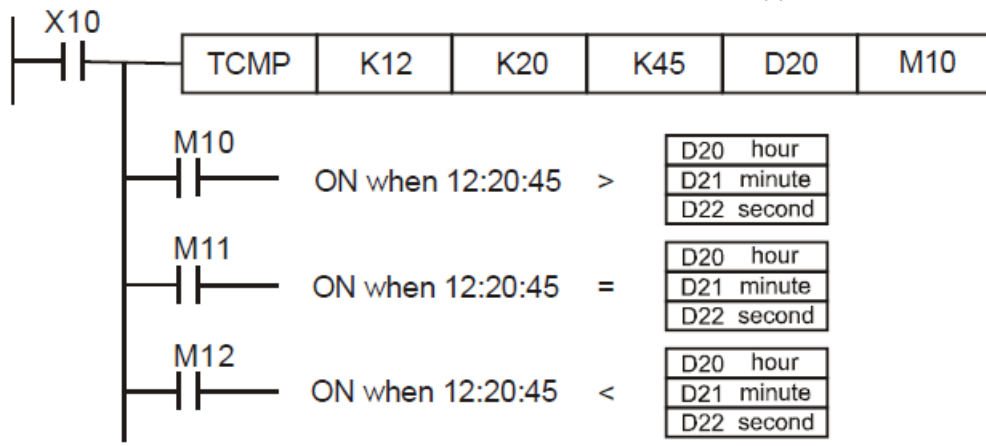 X10
TCMP K12 K20 K45 D20 M10
M10
ON when 12:20:45 >
D20 hour
D21 minute
D22 second
M11
ON when 12:20:45 =
D20 hour
D21 minute
D22 second
M12
ON when 12:20:45 <
D20 hour
D21 minute
D22 second